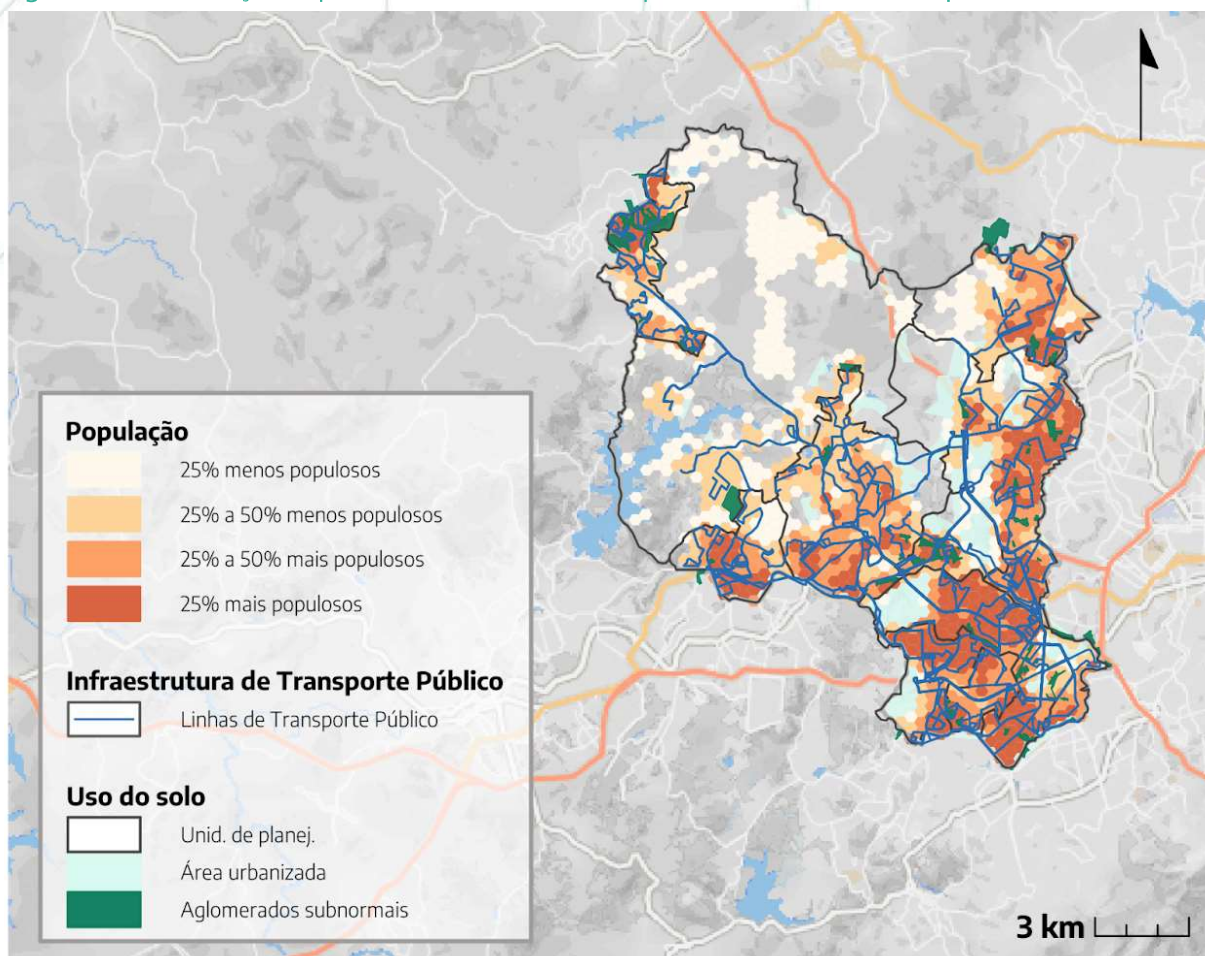 População
25% menos populosos
25% a 50% menos populosos
25% a 50% mais populosos
25% mais populosos
Infraestrutura de Transporte Público
Linhas de Transporte Público
Uso do solo
Unid. de planej.
Área urbanizada
Aglomerados subnormais
3 km